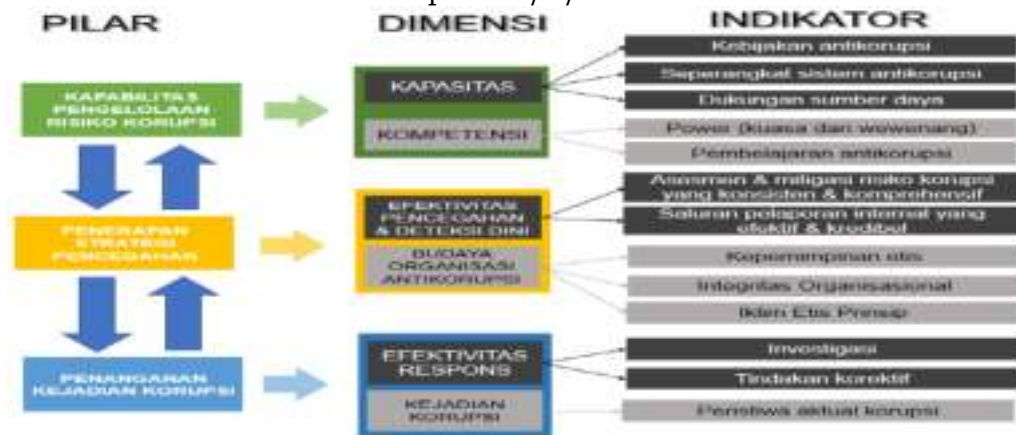 PILAR
DIMENSI
INDIKATOR
KAPABILITAS
PENGELOLAAN
RISIKO KORUPSI
KAPASITAS
KOMPETENSI
Kebijakan antikorupsi
Seperangkat sistem antikorupsi
Dukungan sumber daya
Power (kuasa dan wewenang)
Pembelajaran antikorupsi
PENERAPAN
STRATEGI
PENCEGAHAN
EFEKTIVITAS
PENCEGAHAN
& DETEKSI DINI
BUDAYA
ORGANISASI
ANTIKORUPSI
Asesmen & mitigasi risiko korupsi
yang konsisten & komprehensif
Saluran pelaporan internal yang
efektif & kredibel
Kepemimpinan etis
Integritas Organisasional
Iklim Etis Prinsip
PENANGANAN
KEJADIAN KORUPSI
EFEKTIVITAS
RESPONS
KEJADIAN
KORUPSI
Investigasi
Tindakan korektif
Peristiwa aktual korupsi